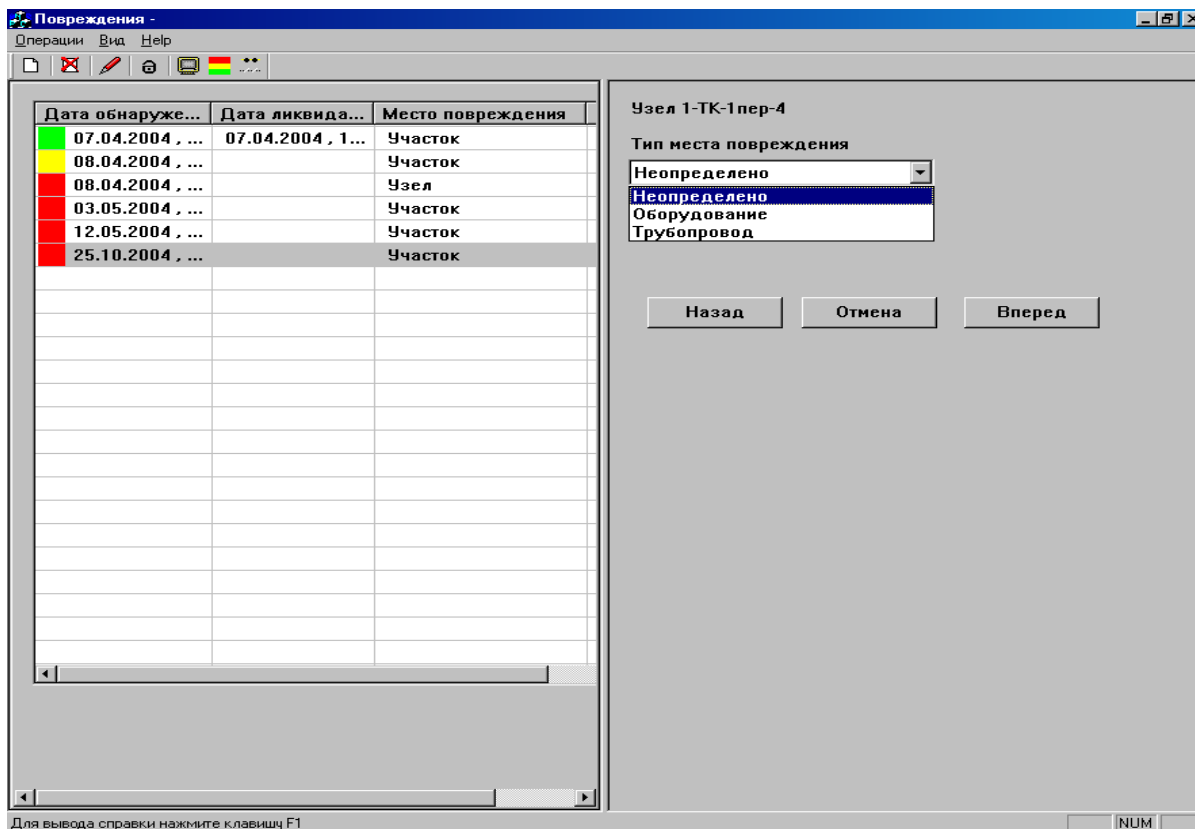 Повреждения -
Операции Вид Help
Дата обнаруже... Дата ликвида... Место повреждения
07.04.2004 , ... 07.04.2004 , 1... Участок
08.04.2004 , ... Участок
08.04.2004 , ... Узел
03.05.2004 , ... Участок
12.05.2004 , ... Участок
25.10.2004 , ... Участок
Узел 1-ТК-1пер-4
Тип места повреждения
Неопределено
Неопределено
Оборудование
Трубопровод
Назад Отмена Вперед
Для вывода справки нажмите клавишу F1 NUM